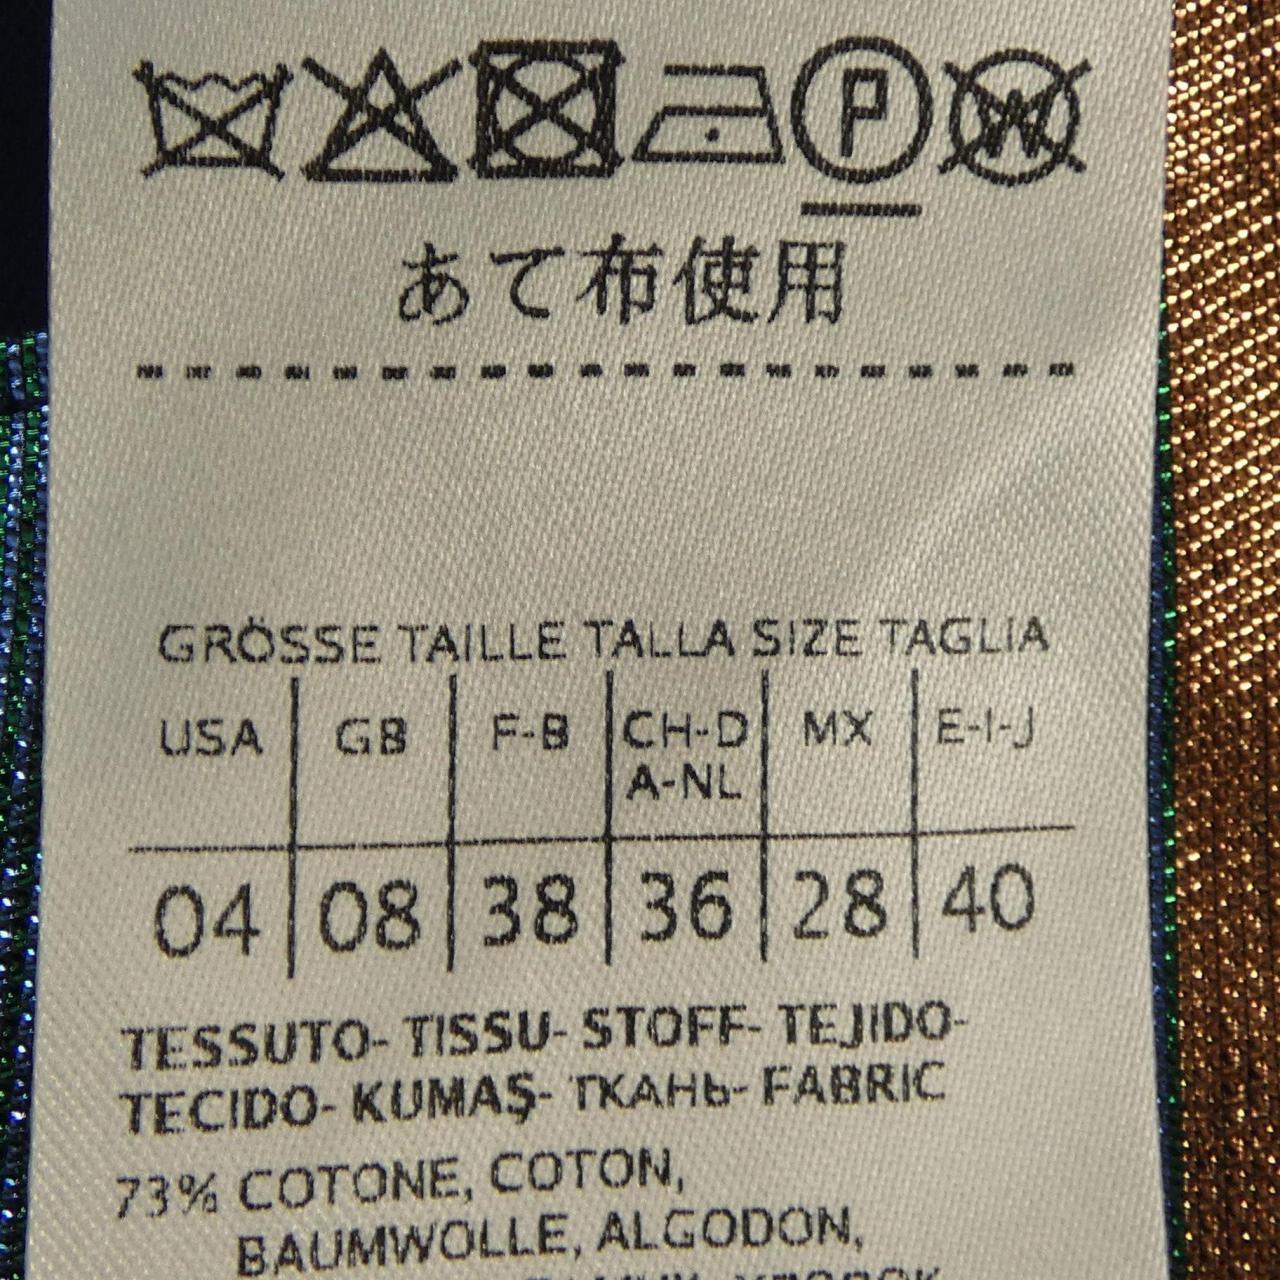 P W
あて布使用
GRÖSSE TAILLE TALLA SIZE TAGLIA
USA GB F-B CH-D MX E-I-J
A-NL
04 08 38 36 28 40
TESSUTO- TISSU- STOFF- TEJIDO-
TECIDO- KUMAŞ- ТКАНЬ- FABRIC
73% COTONE, COTON,
BAUMWOLLE, ALGODON,